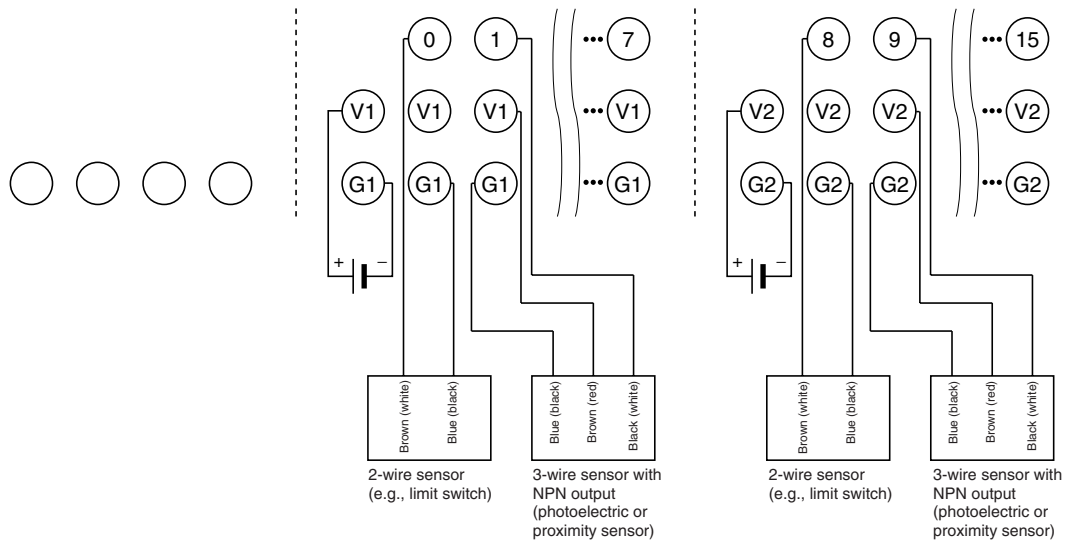 0 1 ••• 7
8 9 ••• 15
V1 V1 V1 ••• V1
V2 V2 V2 ••• V2
G1 G1 G1 ••• G1
G2 G2 G2 ••• G2
+ –
+ –
Brown (white)
Blue (black)
Blue (black)
Brown (red)
Black (white)
Brown (white)
Blue (black)
Blue (black)
Brown (red)
Black (white)
2-wire sensor
(e.g., limit switch)
3-wire sensor with
NPN output
(photoelectric or
proximity sensor)
2-wire sensor
(e.g., limit switch)
3-wire sensor with
NPN output
(photoelectric or
proximity sensor)